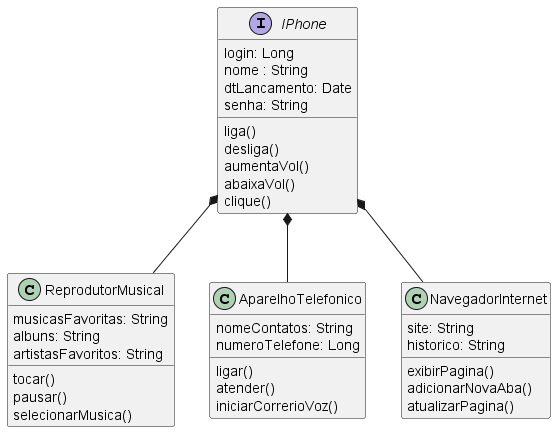 I IPhone
login: Long
nome : String
dtLancamento: Date
senha: String
liga()
desliga()
aumentaVol()
abaixaVol()
clique()
C ReprodutorMusical
musicasFavoritas: String
albuns: String
artistasFavoritos: String
tocar()
pausar()
selecionarMusica()
C AparelhoTelefonico
nomeContatos: String
numeroTelefone: Long
ligar()
atender()
iniciarCorrerioVoz()
C NavegadorInternet
site: String
historico: String
exibirPagina()
adicionarNovaAba()
atualizarPagina()